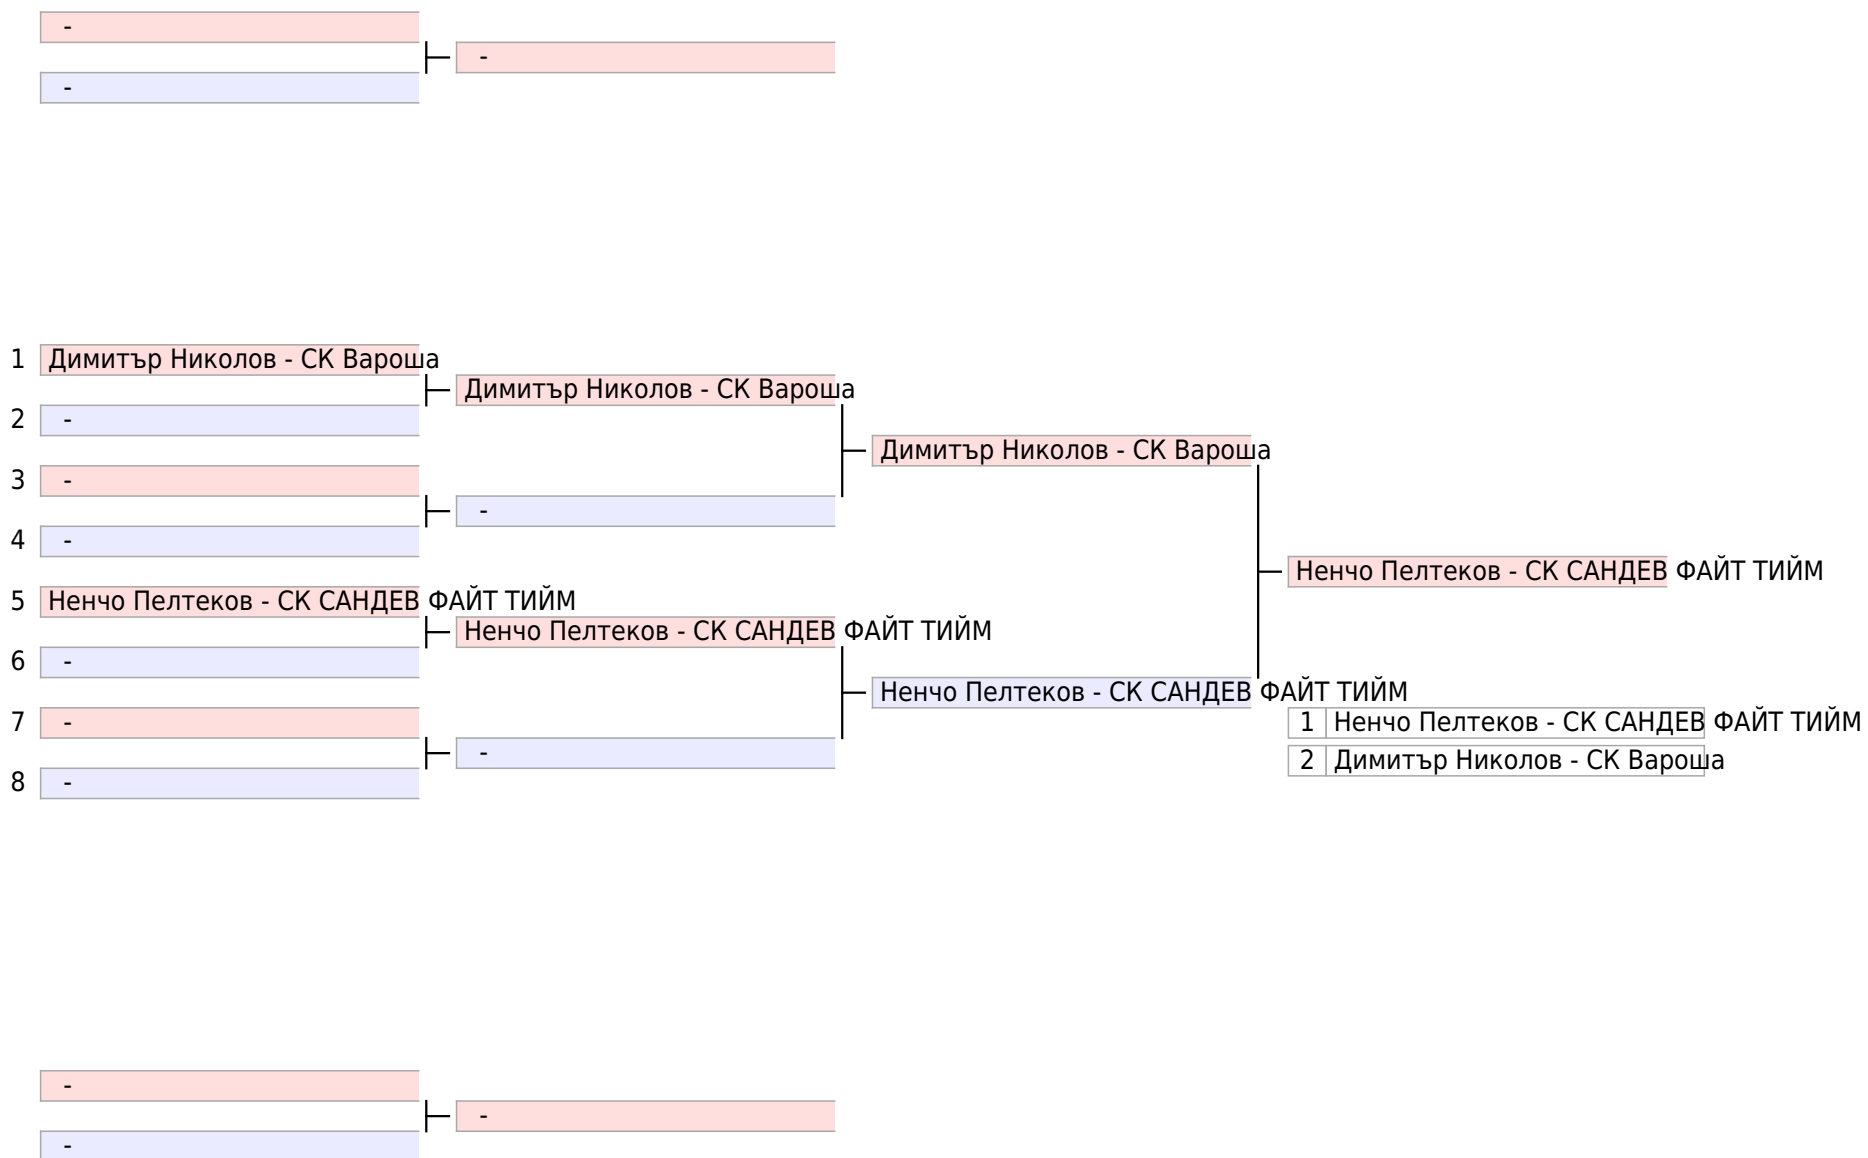 -
-
-
1 Димитър Николов - СК Вароша
Димитър Николов - СК Вароша
2 -
Димитър Николов - СК Вароша
3 -
-
4 -
Ненчо Пелтеков - СК САНДЕВ ФАЙТ ТИЙМ
5 Ненчо Пелтеков - СК САНДЕВ ФАЙТ ТИЙМ
Ненчо Пелтеков - СК САНДЕВ ФАЙТ ТИЙМ
6 -
Ненчо Пелтеков - СК САНДЕВ ФАЙТ ТИЙМ
7 -
1 Ненчо Пелтеков - СК САНДЕВ ФАЙТ ТИЙМ
-
2 Димитър Николов - СК Вароша
8 -
-
-
-